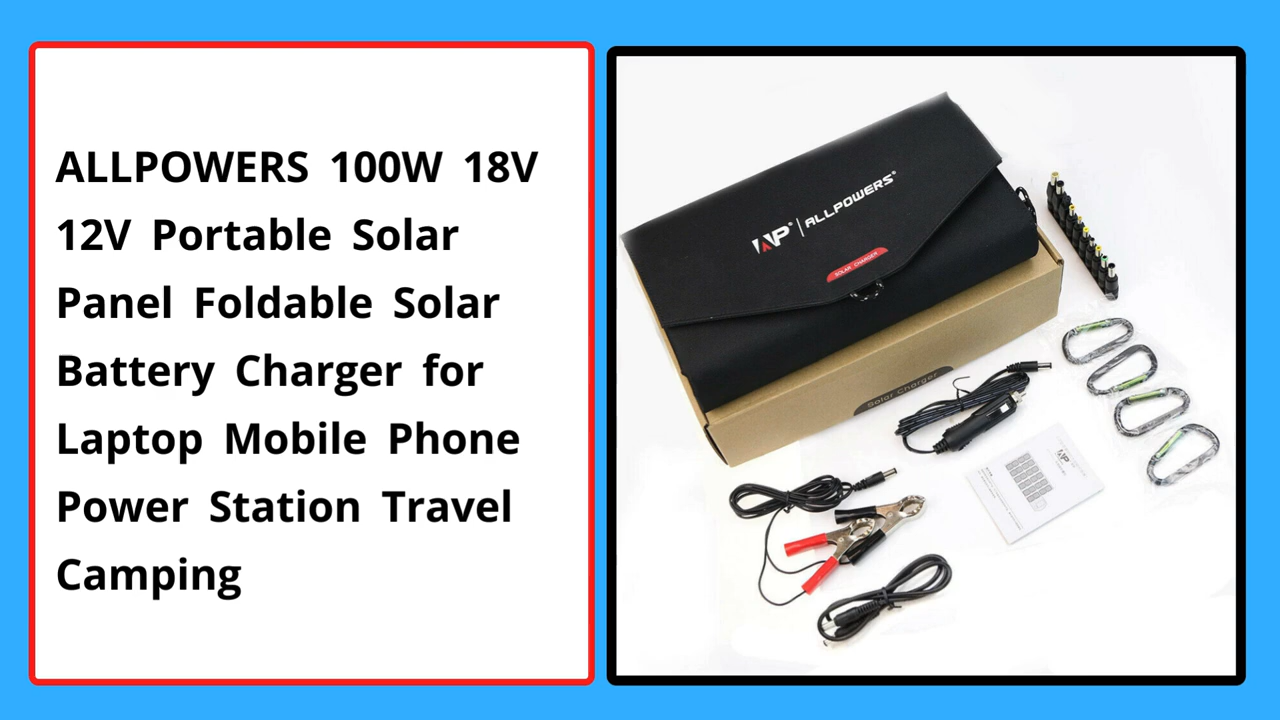 ALLPOWERS 100W 18V
12V Portable Solar
Panel Foldable Solar
Battery Charger for
Laptop Mobile Phone
Power Station Travel
Camping
AP® | ALLPOWERS®
SOLAR CHARGER
Solar Charger
AP